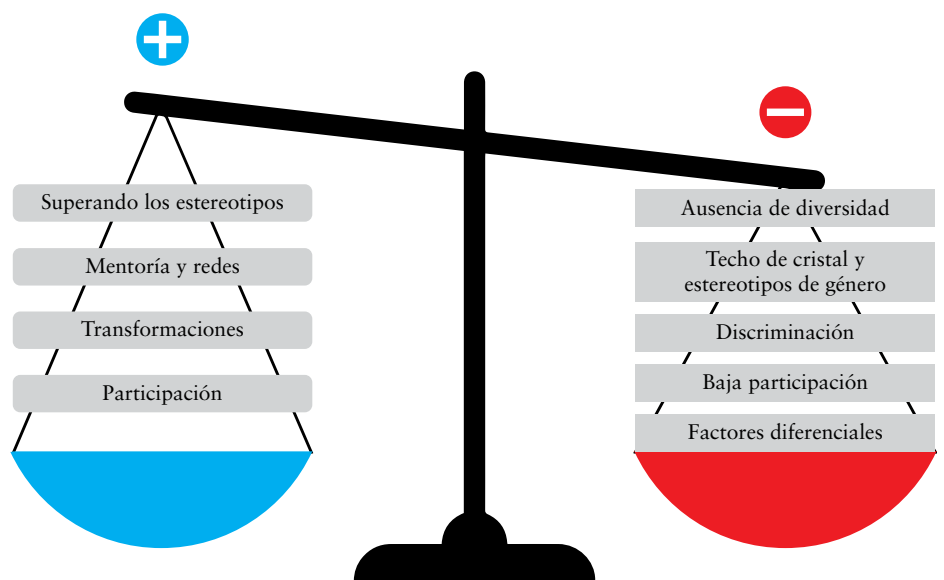 Superando los estereotipos
Mentoría y redes
Transformaciones
Participación
Ausencia de diversidad
Techo de cristal y
estereotipos de género
Discriminación
Baja participación
Factores diferenciales